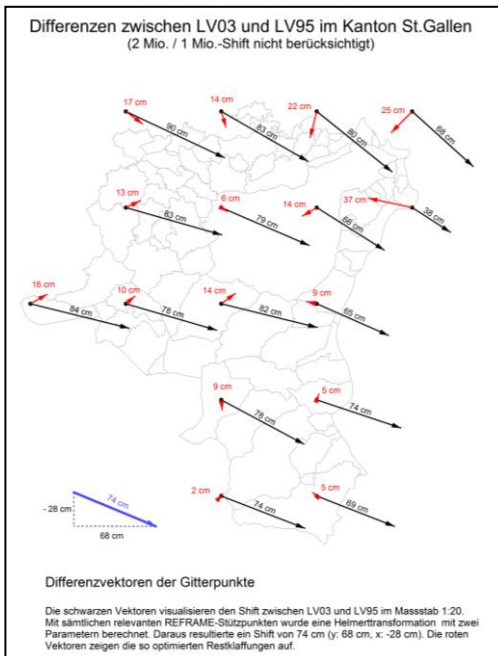 Differenzen zwischen LV03 und LV95 im Kanton St.Gallen
(2 Mio. / 1 Mio.-Shift nicht berücksichtigt)
17 cm
14 cm
22 cm
25 cm
90 cm
83 cm
80 cm
68 cm
13 cm
6 cm
14 cm
37 cm
83 cm
79 cm
66 cm
38 cm
16 cm
10 cm
14 cm
9 cm
84 cm
78 cm
82 cm
65 cm
9 cm
5 cm
78 cm
74 cm
2 cm
5 cm
74 cm
69 cm
74 cm
- 28 cm
68 cm
Differenzvektoren der Gitterpunkte
Die schwarzen Vektoren visualisieren den Shift zwischen LV03 und LV95 im Massstab 1:20.
Mit sämtlichen relevanten REFRAME-Stützpunkten wurde eine Helmerttransformation mit zwei
Parametern berechnet. Daraus resultierte ein Shift von 74 cm (y: 68 cm, x: -28 cm). Die roten
Vektoren zeigen die so optimierten Restklaffungen auf.